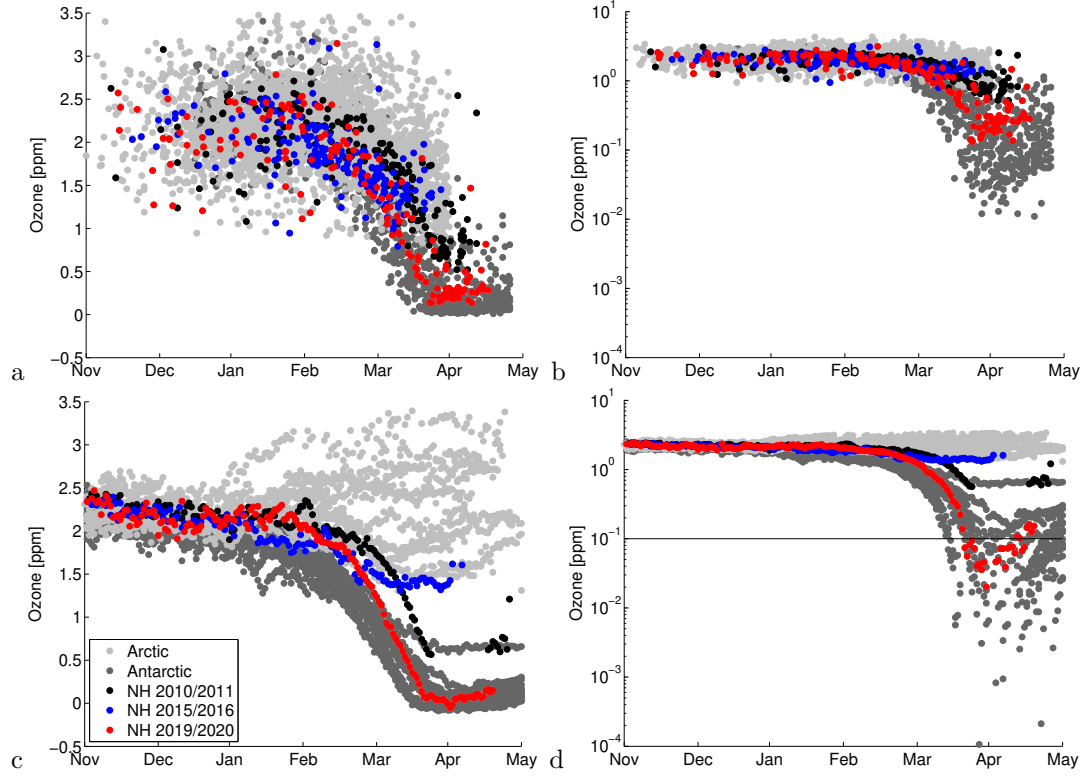 3.5
3
2.5
2
1.5
1
0.5
0
−0.5
Ozone [ppm]
Nov Dec Jan Feb Mar Apr May
a
10^1
10^0
10^−1
10^−2
10^−3
10^−4
Ozone [ppm]
Nov Dec Jan Feb Mar Apr May
b
3.5
3
2.5
2
1.5
1
0.5
0
−0.5
Ozone [ppm]
Arctic
Antarctic
NH 2010/2011
NH 2015/2016
NH 2019/2020
Nov Dec Jan Feb Mar Apr May
c
10^1
10^0
10^−1
10^−2
10^−3
10^−4
Ozone [ppm]
Nov Dec Jan Feb Mar Apr May
d